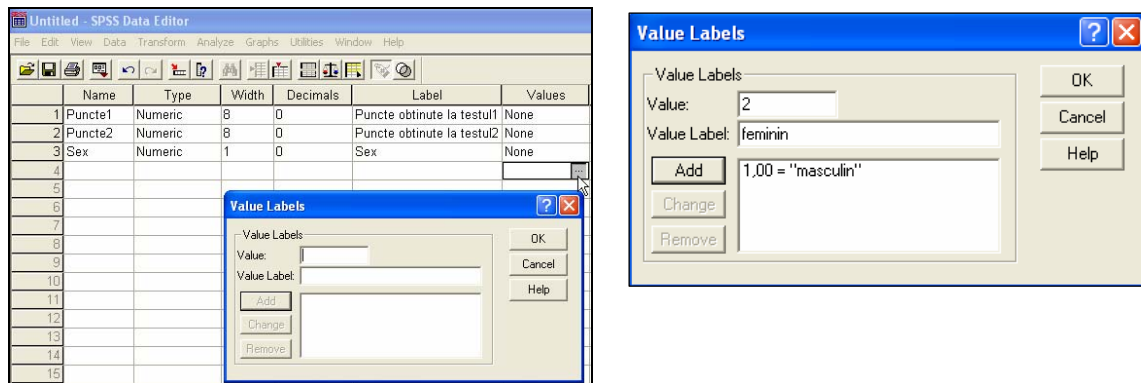 Untitled - SPSS Data Editor
File Edit View Data Transform Analyze Graphs Utilities Window Help
Name Type Width Decimals Label Values
1 Puncte1 Numeric 8 0 Puncte obtinute la testul1 None
2 Puncte2 Numeric 8 0 Puncte obtinute la testul2 None
3 Sex Numeric 1 0 Sex None
4 ...
5
6
7
8
9
10
11
12
13
14
15
Value Labels
Value Labels
Value:
Value Label:
Add
Change
Remove
OK
Cancel
Help
Value Labels
Value Labels
Value: 2
Value Label: feminin
Add
1,00 = "masculin"
Change
Remove
OK
Cancel
Help